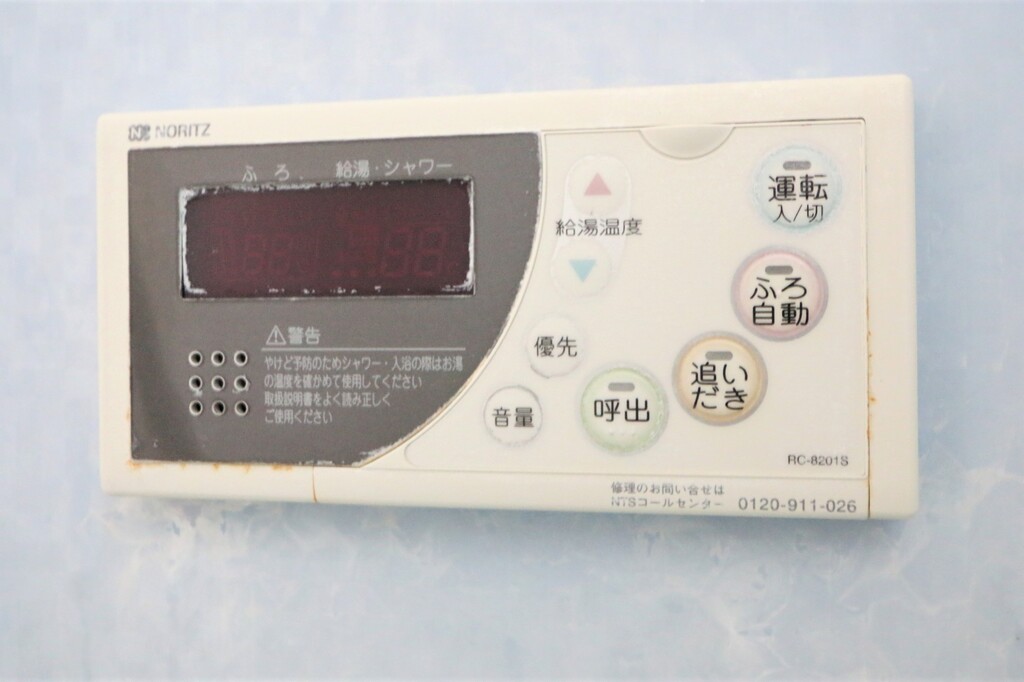 NORITZ
ふろ 給湯・シャワー
警告
やけど予防のためシャワー・入浴の際はお湯
の温度を確かめて使用してください
取扱説明書をよく読み正しく
ご使用ください
給湯温度
優先
音量
呼出
運転
入/切
ふろ
自動
追い
だき
RC-8201S
修理のお問い合せは
NTSコールセンター 0120-911-026